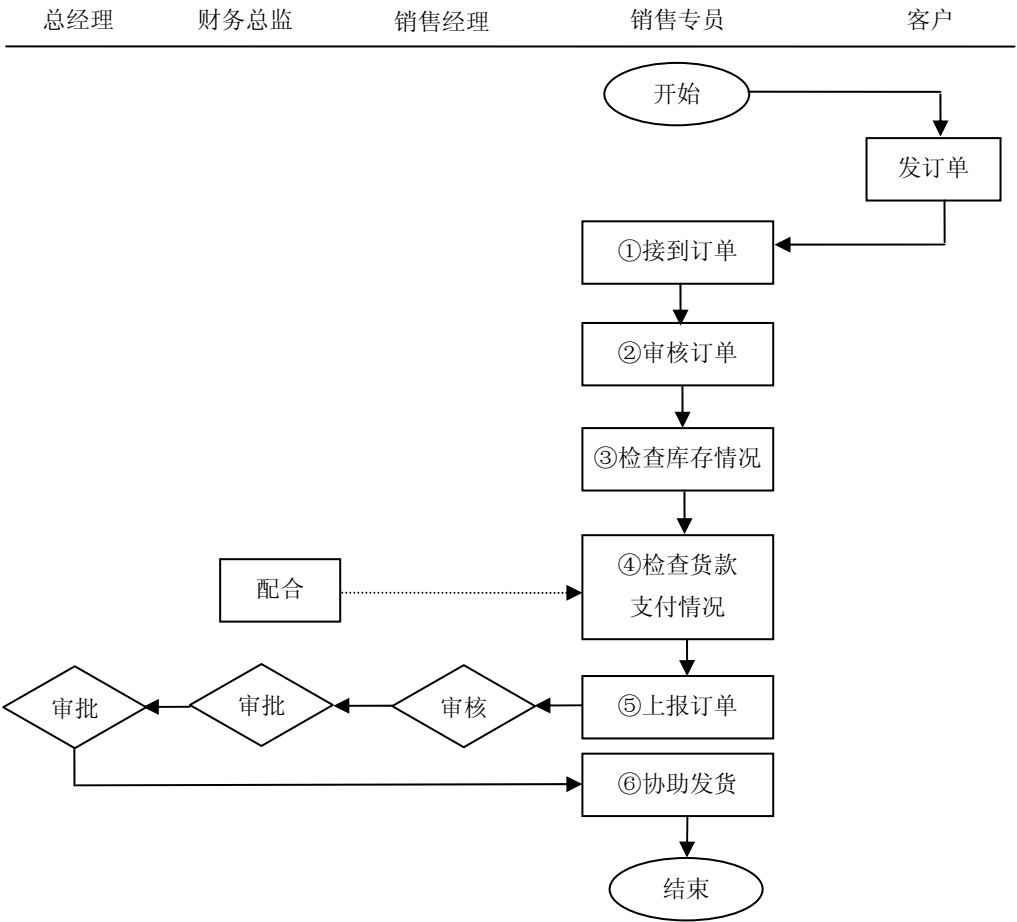 总经理 财务总监 销售经理 销售专员 客户
开始
发订单
①接到订单
②审核订单
③检查库存情况
④检查货款
支付情况
配合
审批 审批 审核 ⑤上报订单
⑥协助发货
结束